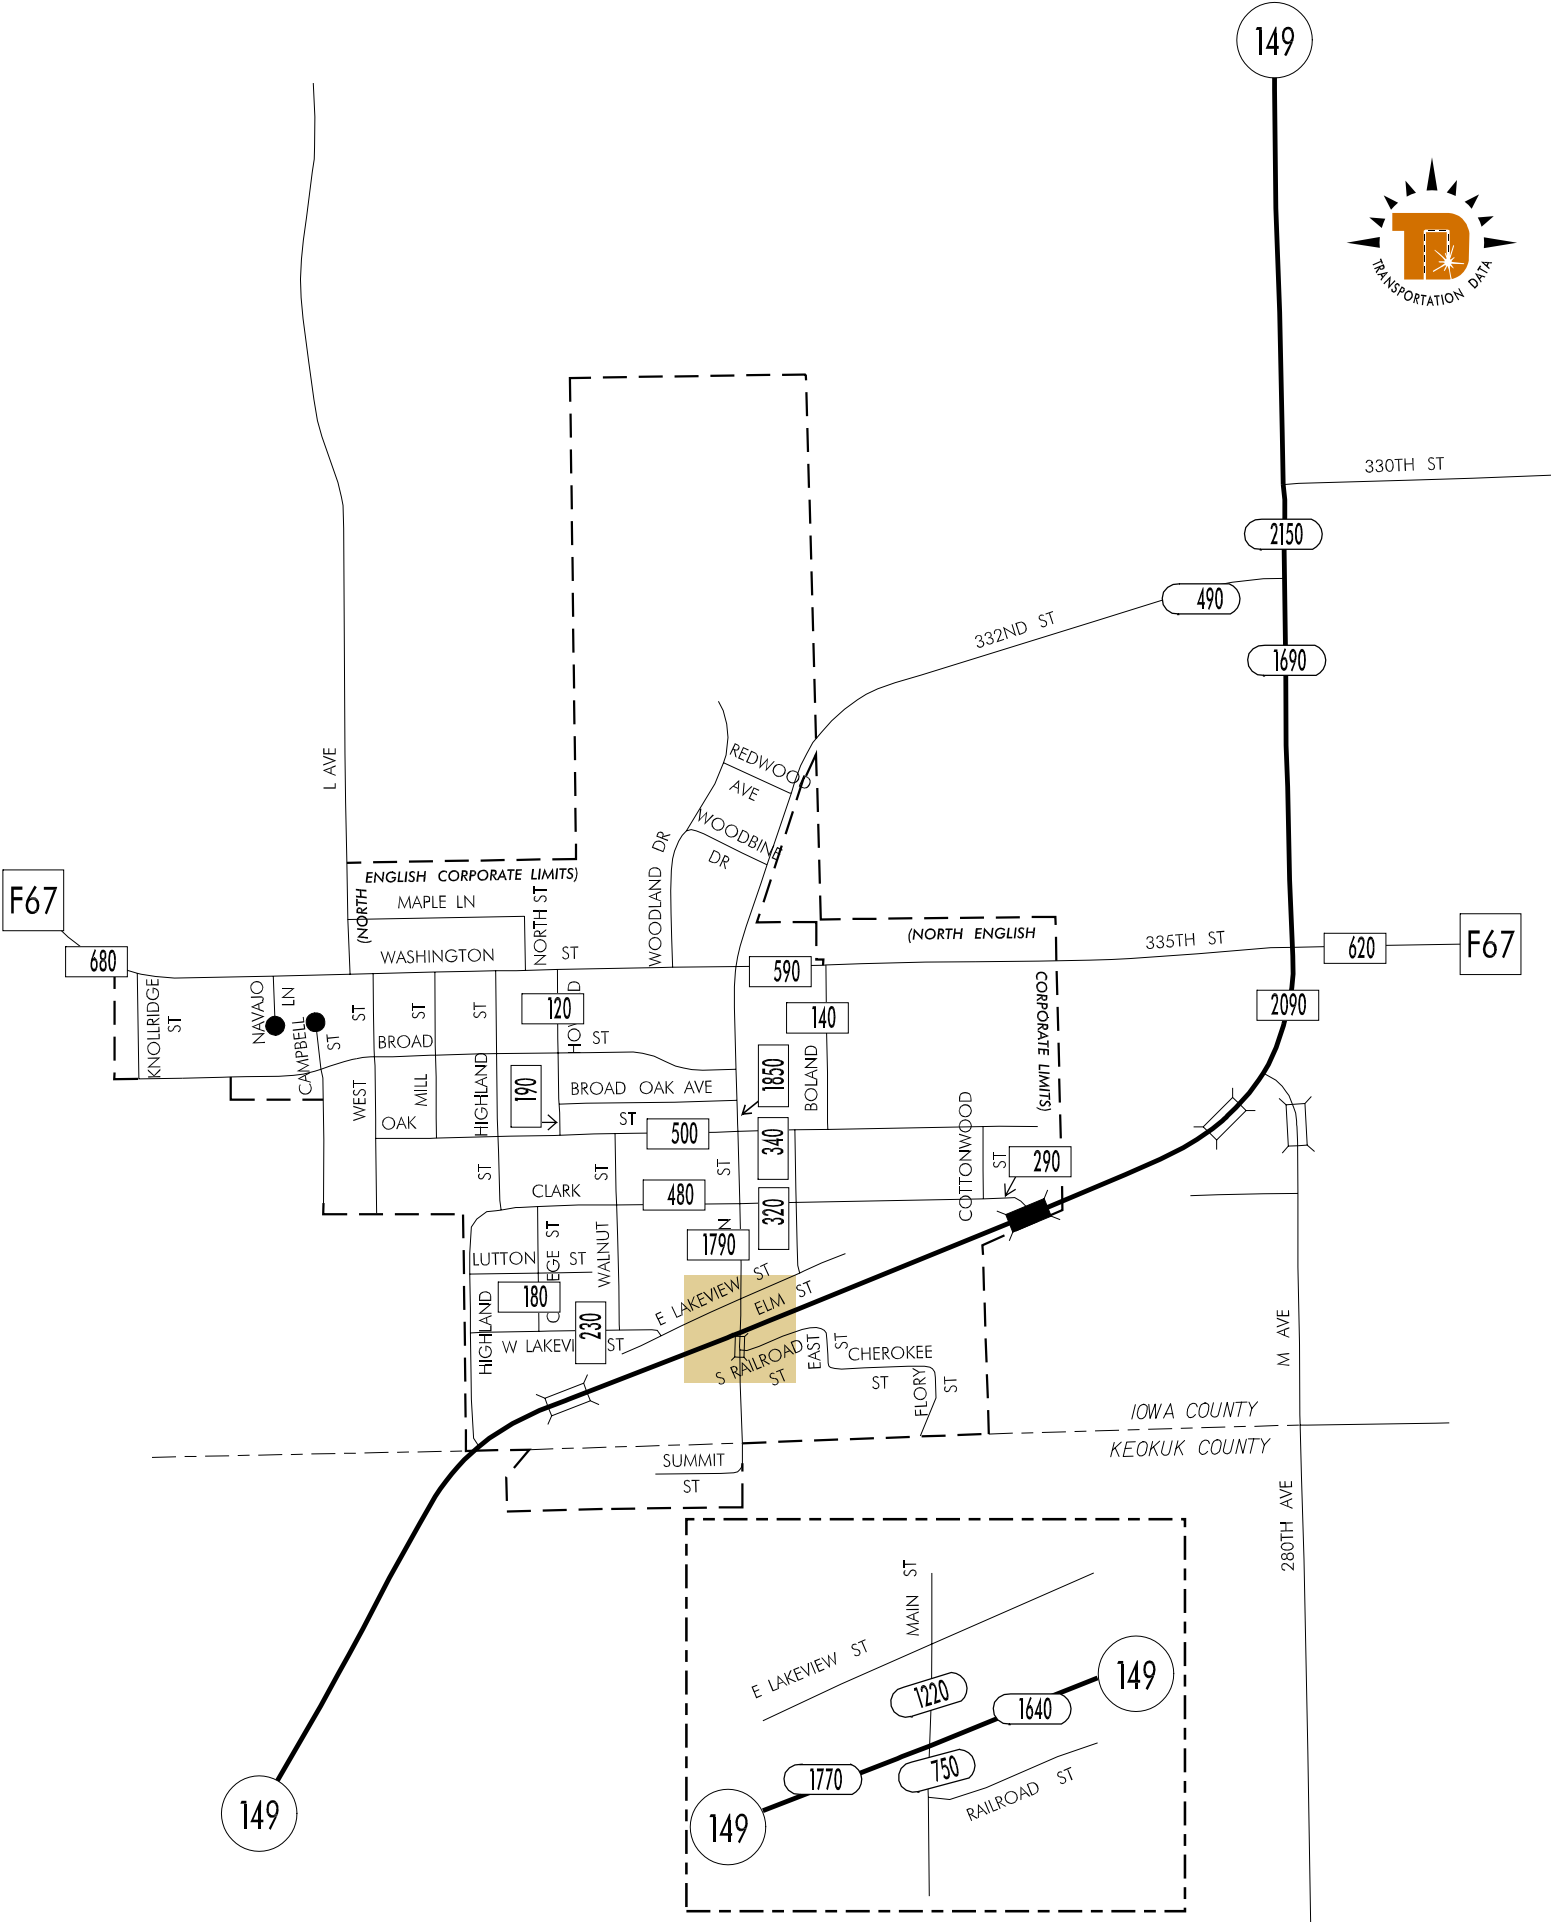 149
TRANSPORTATION DATA
330TH ST
2150
490
332ND ST
1690
L AVE
REDWOOD
AVE
WOODBINE
DR
WOODLAND DR
(NORTH
ENGLISH CORPORATE LIMITS)
F67
MAPLE LN
NORTH ST
680
WASHINGTON ST
590
(NORTH ENGLISH
CORPORATE LIMITS)
335TH ST
620
F67
KNOLLRIDGE
ST
NAVAJO
LN
CAMPBELL
ST
ST
WEST
ST
MILL
ST
HIGHLAND
BROAD ST
120
140
2090
190
BROAD OAK AVE
1850
BOLAND
OAK ST
500
340
COTTONWOOD
ST
290
ST
ST
ST
CLARK
480
320
1790
LUTTON ST
WALNUT
180
230
HIGHLAND
W LAKEVI ST
E LAKEVIEW ST
ELM ST
S RAILROAD
ST
EAST
ST
CHEROKEE
ST
FLORY
ST
M AVE
IOWA COUNTY
KEOKUK COUNTY
SUMMIT
ST
280TH AVE
MAIN ST
E LAKEVIEW ST
1220
1640
149
1770
750
RAILROAD ST
149
149